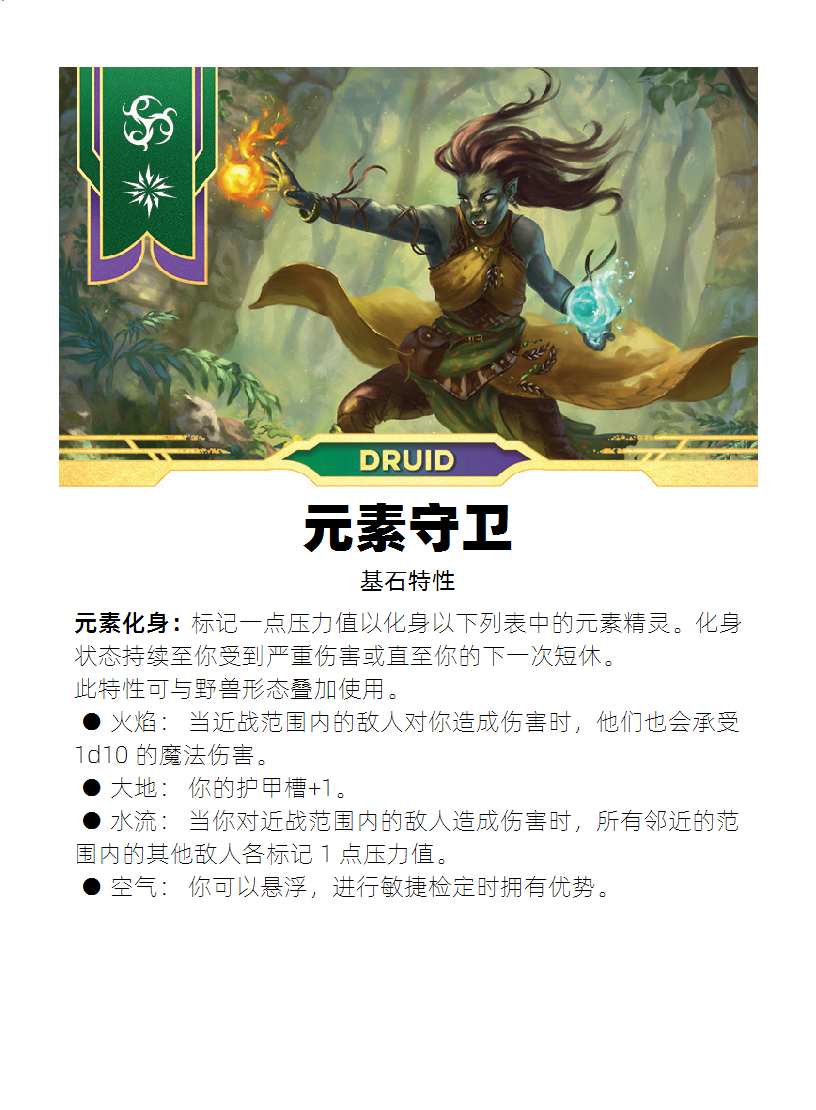 DRUID
元素守卫
基石特性
元素化身：标记一点压力值以化身以下列表中的元素精灵。化身
状态持续至你受到严重伤害或直至你的下一次短休。
此特性可与野兽形态叠加使用。
● 火焰： 当近战范围内的敌人对你造成伤害时，他们也会承受
1d10 的魔法伤害。
● 大地： 你的护甲槽+1。
● 水流： 当你对近战范围内的敌人造成伤害时，所有邻近的范
围内的其他敌人各标记 1 点压力值。
● 空气： 你可以悬浮，进行敏捷检定时拥有优势。